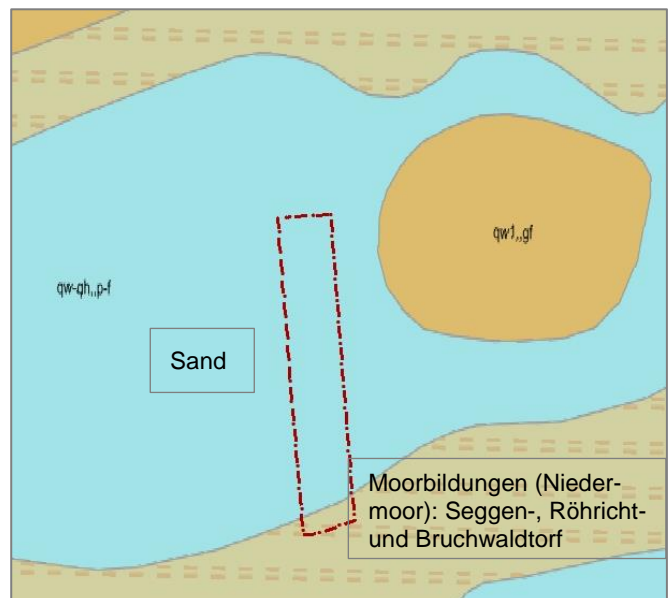 qw1,,gf
qw-qh,,p-f
Sand
Moorbildungen (Nieder-
moor): Seggen-, Röhricht-
und Bruchwaldtorf